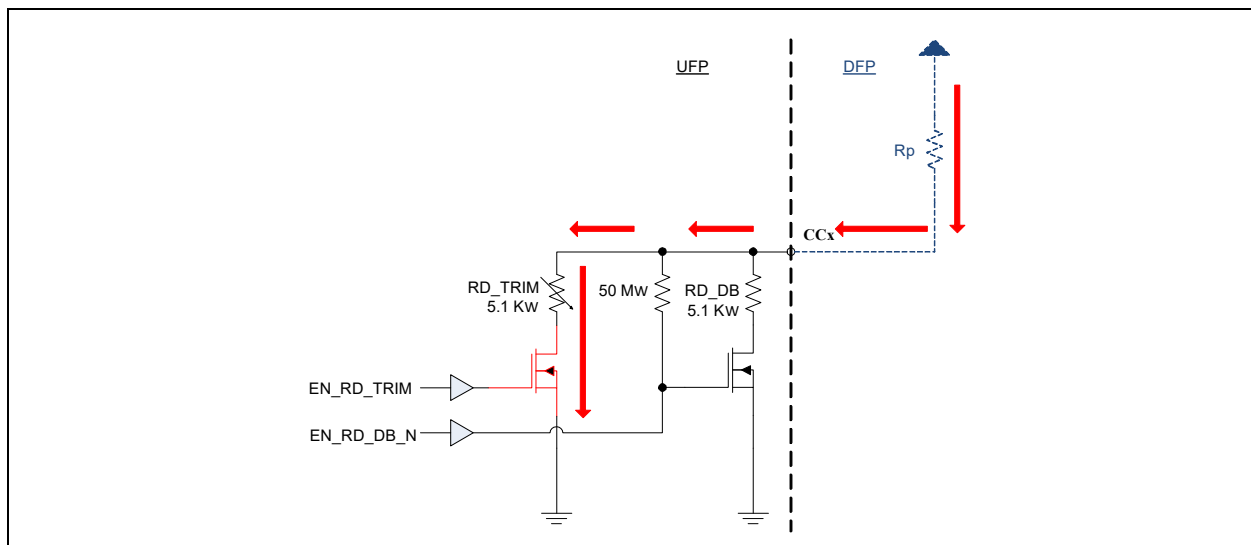 UFP
DFP
Rp
CCx
RD_TRIM
5.1 Kw
50 Mw
RD_DB
5.1 Kw
EN_RD_TRIM
EN_RD_DB_N